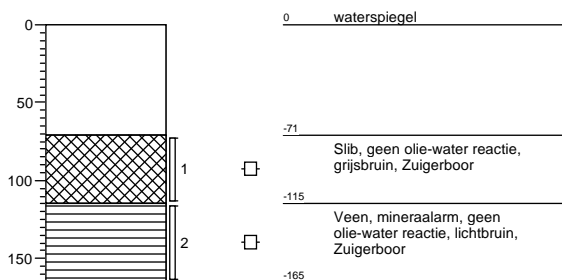 0
50
100
150
1
2
0 waterspiegel
-71
Slib, geen olie-water reactie,
grijsbruin, Zuigerboor
-115
Veen, mineraalarm, geen
olie-water reactie, lichtbruin,
Zuigerboor
-165